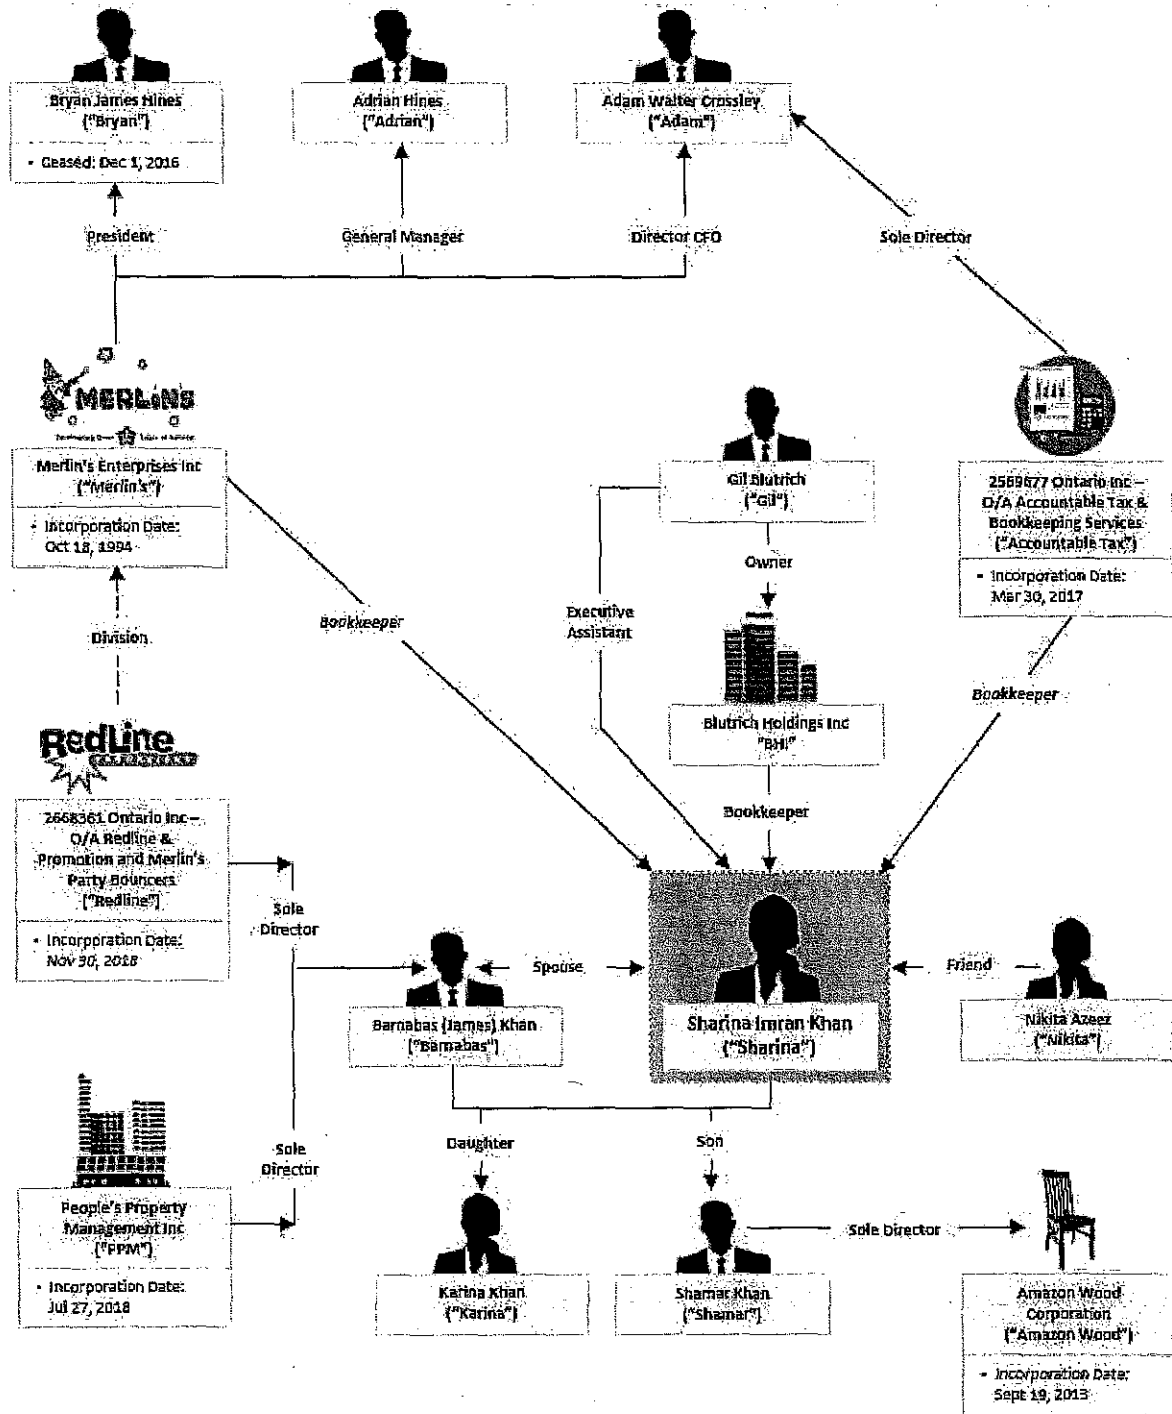 Bryan James Hines
("Bryan")
• Ceased: Dec 1, 2016
Adrian Hines
("Adrian")
Adam Walter Crossley
("Adam")
President
General Manager
Director CFO
Sole Director
MERLiNS
Merlin's Enterprises Inc
("Merlin's")
• Incorporation Date:
Oct 18, 1994
Gil Blutrich
("Gil")
2569677 Ontario Inc –
O/A Accountable Tax &
Bookkeeping Services
("Accountable Tax")
• Incorporation Date:
Mar 30, 2017
Owner
Executive
Assistant
Bookkeeper
Division
Bookkeeper
Blutrich Holdings Inc
"BHI"
RedLine
Bookkeeper
2668361 Ontario Inc –
O/A Redline &
Promotion and Merlin's
Party Bouncers
("Redline")
• Incorporation Date:
Nov 30, 2018
Sole
Director
Spouse
Friend
Barnabas (James) Khan
("Barnabas")
Sharina Imran Khan
("Sharina")
Nikita Azeez
("Nikita")
Daughter
Son
Sole
Director
People's Property
Management Inc
("PPM")
• Incorporation Date:
Jul 27, 2018
Sole Director
Karina Khan
("Karina")
Shamar Khan
("Shamar")
Amazon Wood
Corporation
("Amazon Wood")
• Incorporation Date:
Sept 19, 2013